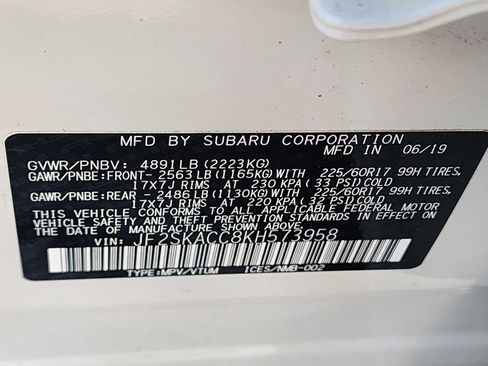 MFD BY SUBARU CORPORATION MFD IN 06/19
GVWR/PNBV: 4891LB(2223KG)
GAWR/PNBE:FRONT- 2563LB(1165KG)WITH 225/60R17 99H TIRES,
17X7J RIMS AT 230 KPA(33 PSI)COLD
GAWR/PNBE:REAR - 2486LB(1130KG)WITH 225/60R17 99H TIRES,
17X7J RIMS AT 220 KPA(32 PSI)COLD
THIS VEHICLE CONFORMS TO ALL APPLICABLE FEDERAL MOTOR
VEHICLE SAFETY AND THEFT PREVENTION STANDARDS IN EFFECT ON
THE DATE OF MANUFACTURE SHOWN ABOVE.
VIN: JF2SKACC8KH573958
TYPE:MPV/VTUM ICES/NMB-002